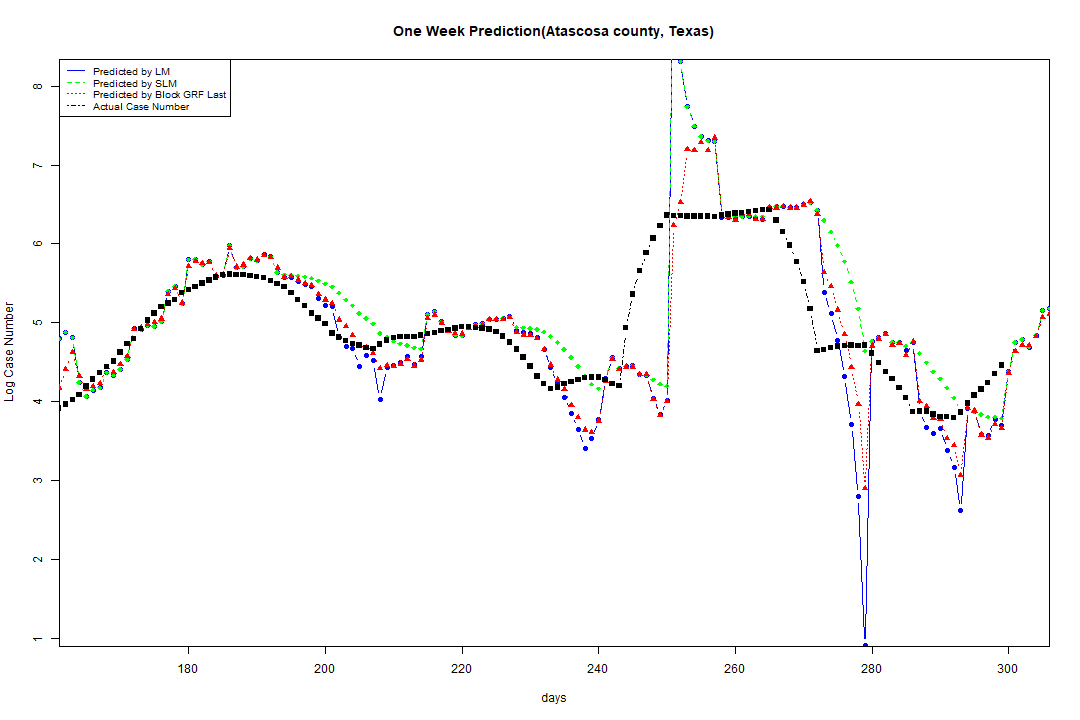 One Week Prediction(Atascosa county, Texas)
Predicted by LM
Predicted by SLM
Predicted by Block GRF Last
Actual Case Number
8
7
6
5
4
3
2
1
Log Case Number
180 200 220 240 260 280 300
days